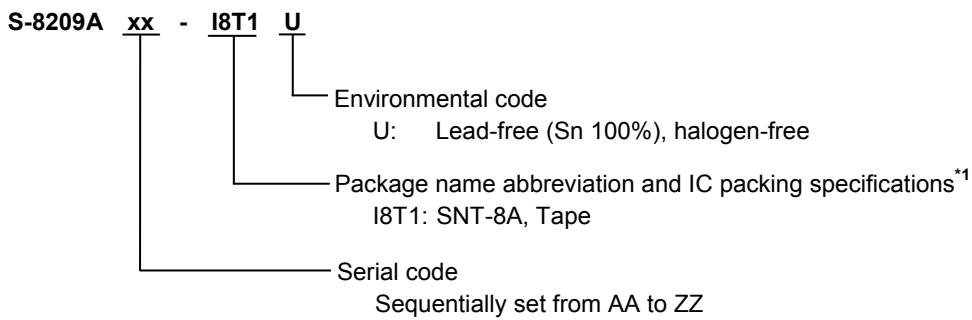 S-8209A xx - I8T1 U
Environmental code
U: Lead-free (Sn 100%), halogen-free
Package name abbreviation and IC packing specifications*1
I8T1: SNT-8A, Tape
Serial code
Sequentially set from AA to ZZ